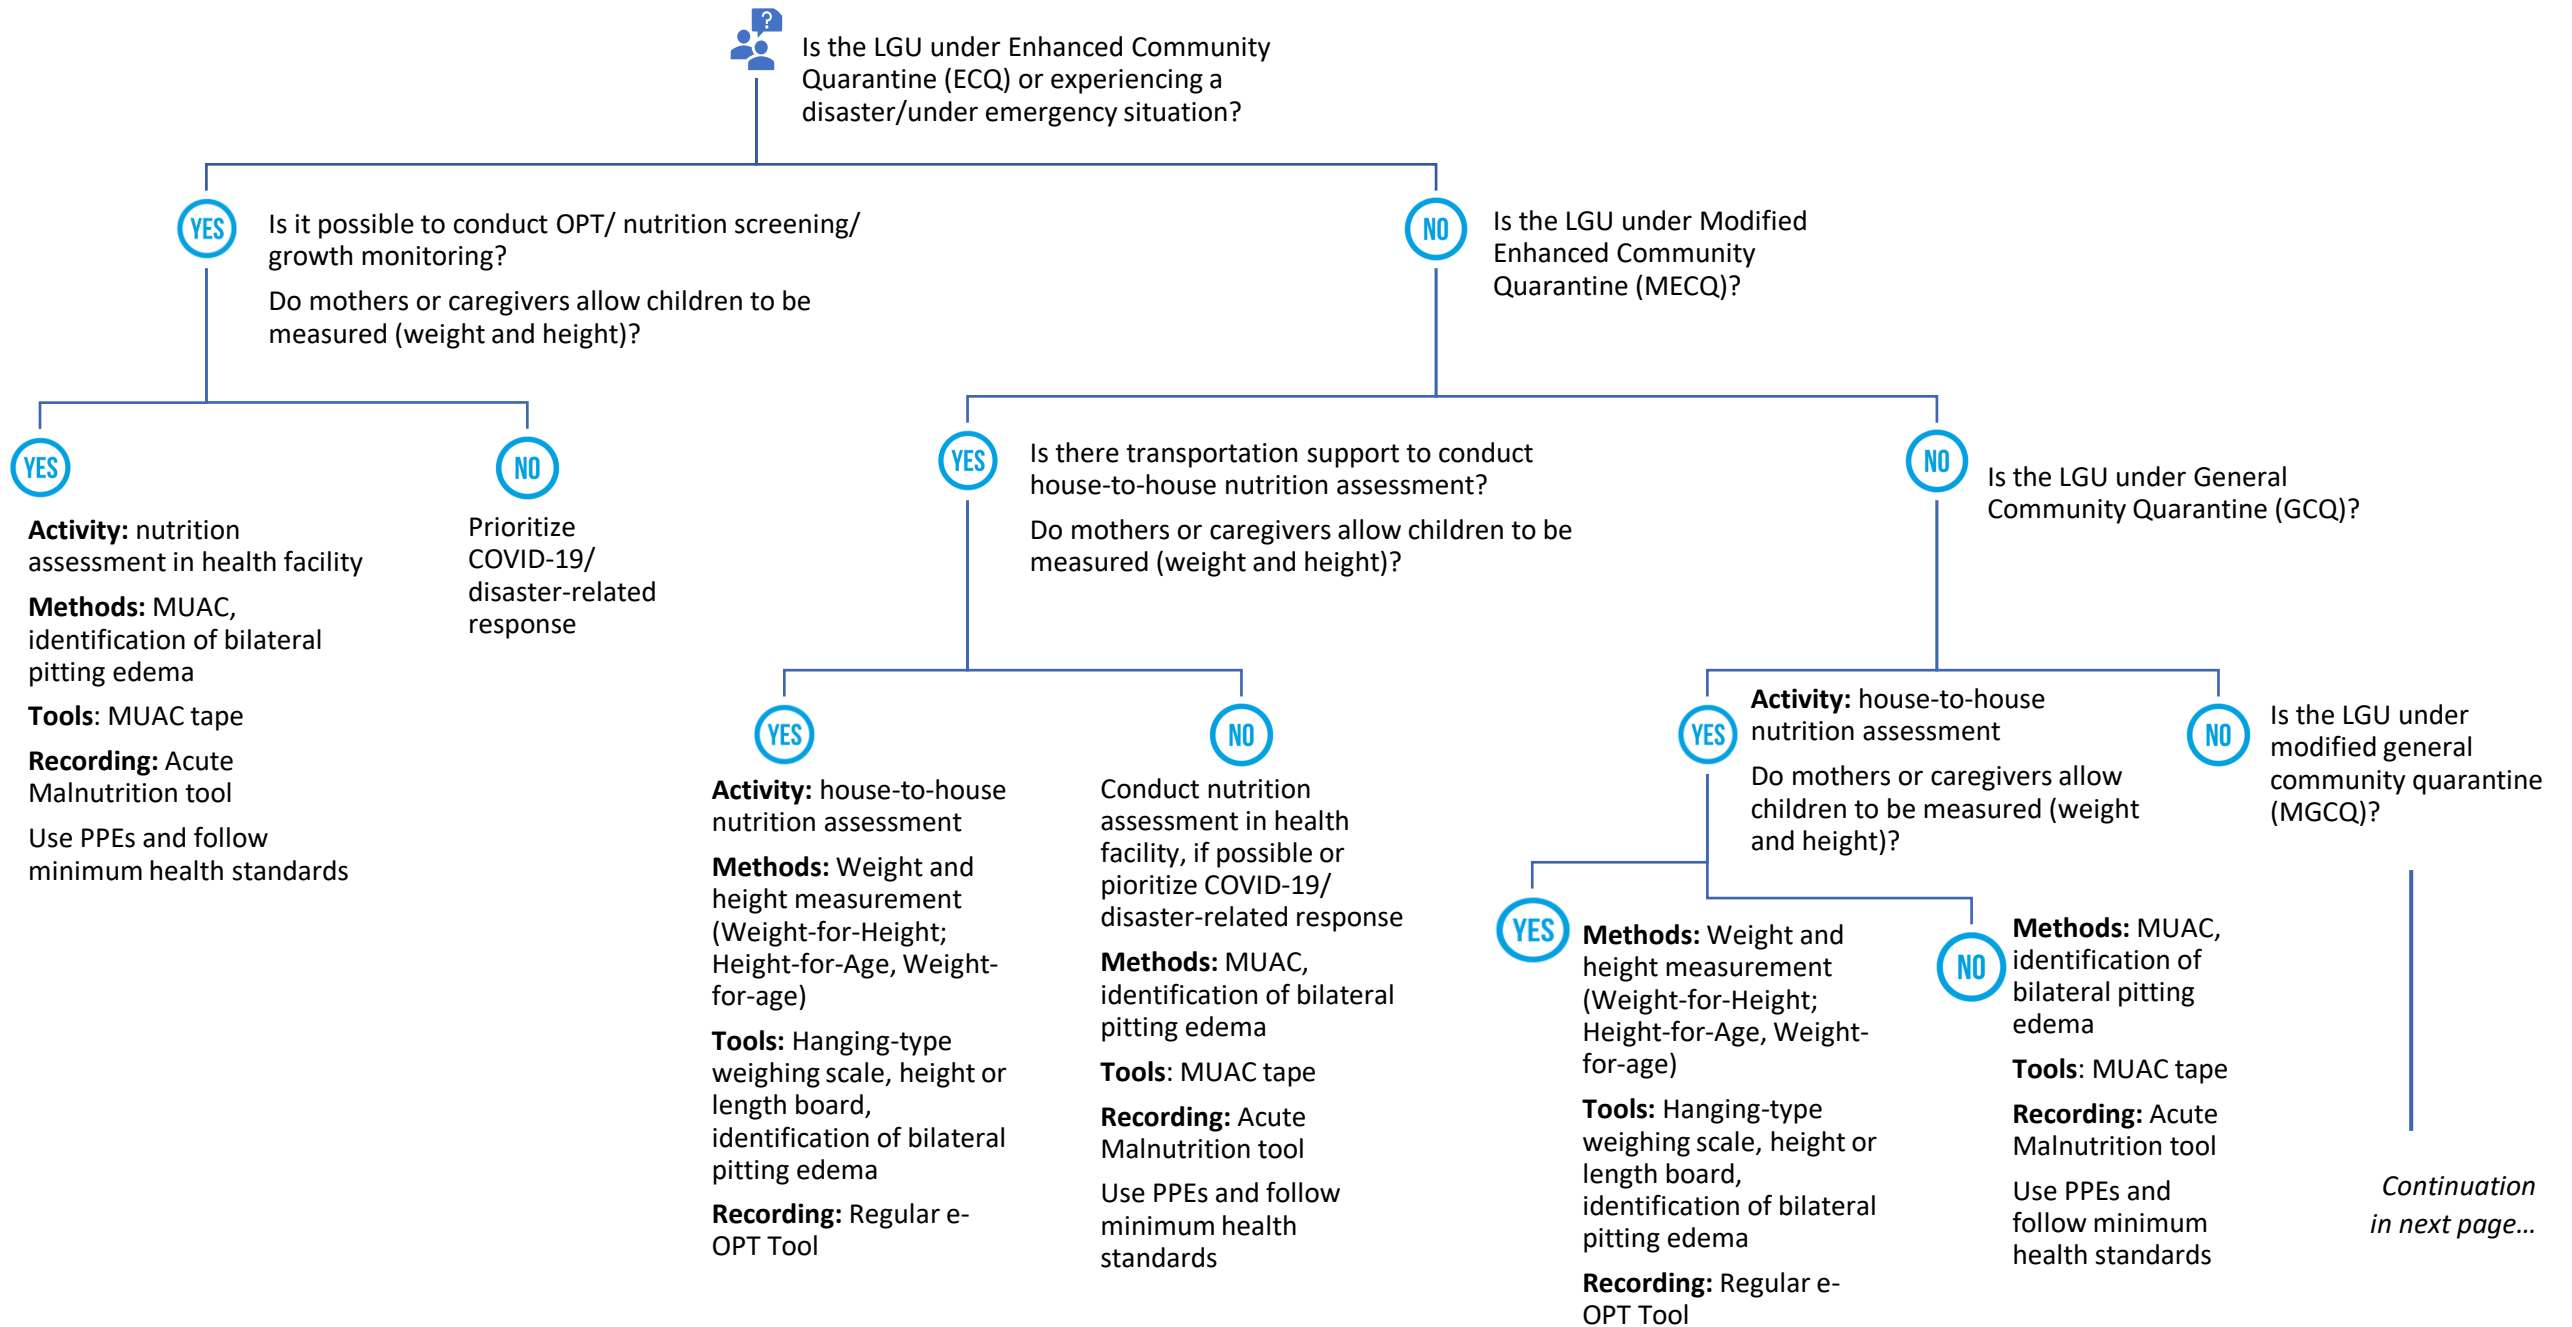 ?
Is the LGU under Enhanced Community
Quarantine (ECQ) or experiencing a
disaster/under emergency situation?
YES
Is it possible to conduct OPT/ nutrition screening/
growth monitoring?
Do mothers or caregivers allow children to be
measured (weight and height)?
NO
Is the LGU under Modified
Enhanced Community
Quarantine (MECQ)?
YES
Activity: nutrition
assessment in health facility
Methods: MUAC,
identification of bilateral
pitting edema
Tools: MUAC tape
Recording: Acute
Malnutrition tool
Use PPEs and follow
minimum health standards
NO
Prioritize
COVID-19/
disaster-related
response
YES
Is there transportation support to conduct
house-to-house nutrition assessment?
Do mothers or caregivers allow children to be
measured (weight and height)?
NO
Is the LGU under General
Community Quarantine (GCQ)?
YES
Activity: house-to-house
nutrition assessment
Methods: Weight and
height measurement
(Weight-for-Height;
Height-for-Age, Weight-
for-age)
Tools: Hanging-type
weighing scale, height or
length board,
identification of bilateral
pitting edema
Recording: Regular e-
OPT Tool
NO
Conduct nutrition
assessment in health
facility, if possible or
pioritize COVID-19/
disaster-related response
Methods: MUAC,
identification of bilateral
pitting edema
Tools: MUAC tape
Recording: Acute
Malnutrition tool
Use PPEs and follow
minimum health
standards
YES
Activity: house-to-house
nutrition assessment
Do mothers or caregivers allow
children to be measured (weight
and height)?
NO
Is the LGU under
modified general
community quarantine
(MGCQ)?
YES
Methods: Weight and
height measurement
(Weight-for-Height;
Height-for-Age, Weight-
for-age)
Tools: Hanging-type
weighing scale, height or
length board,
identification of bilateral
pitting edema
Recording: Regular e-
OPT Tool
NO
Methods: MUAC,
identification of
bilateral pitting
edema
Tools: MUAC tape
Recording: Acute
Malnutrition tool
Use PPEs and
follow minimum
health standards
Continuation
in next page…